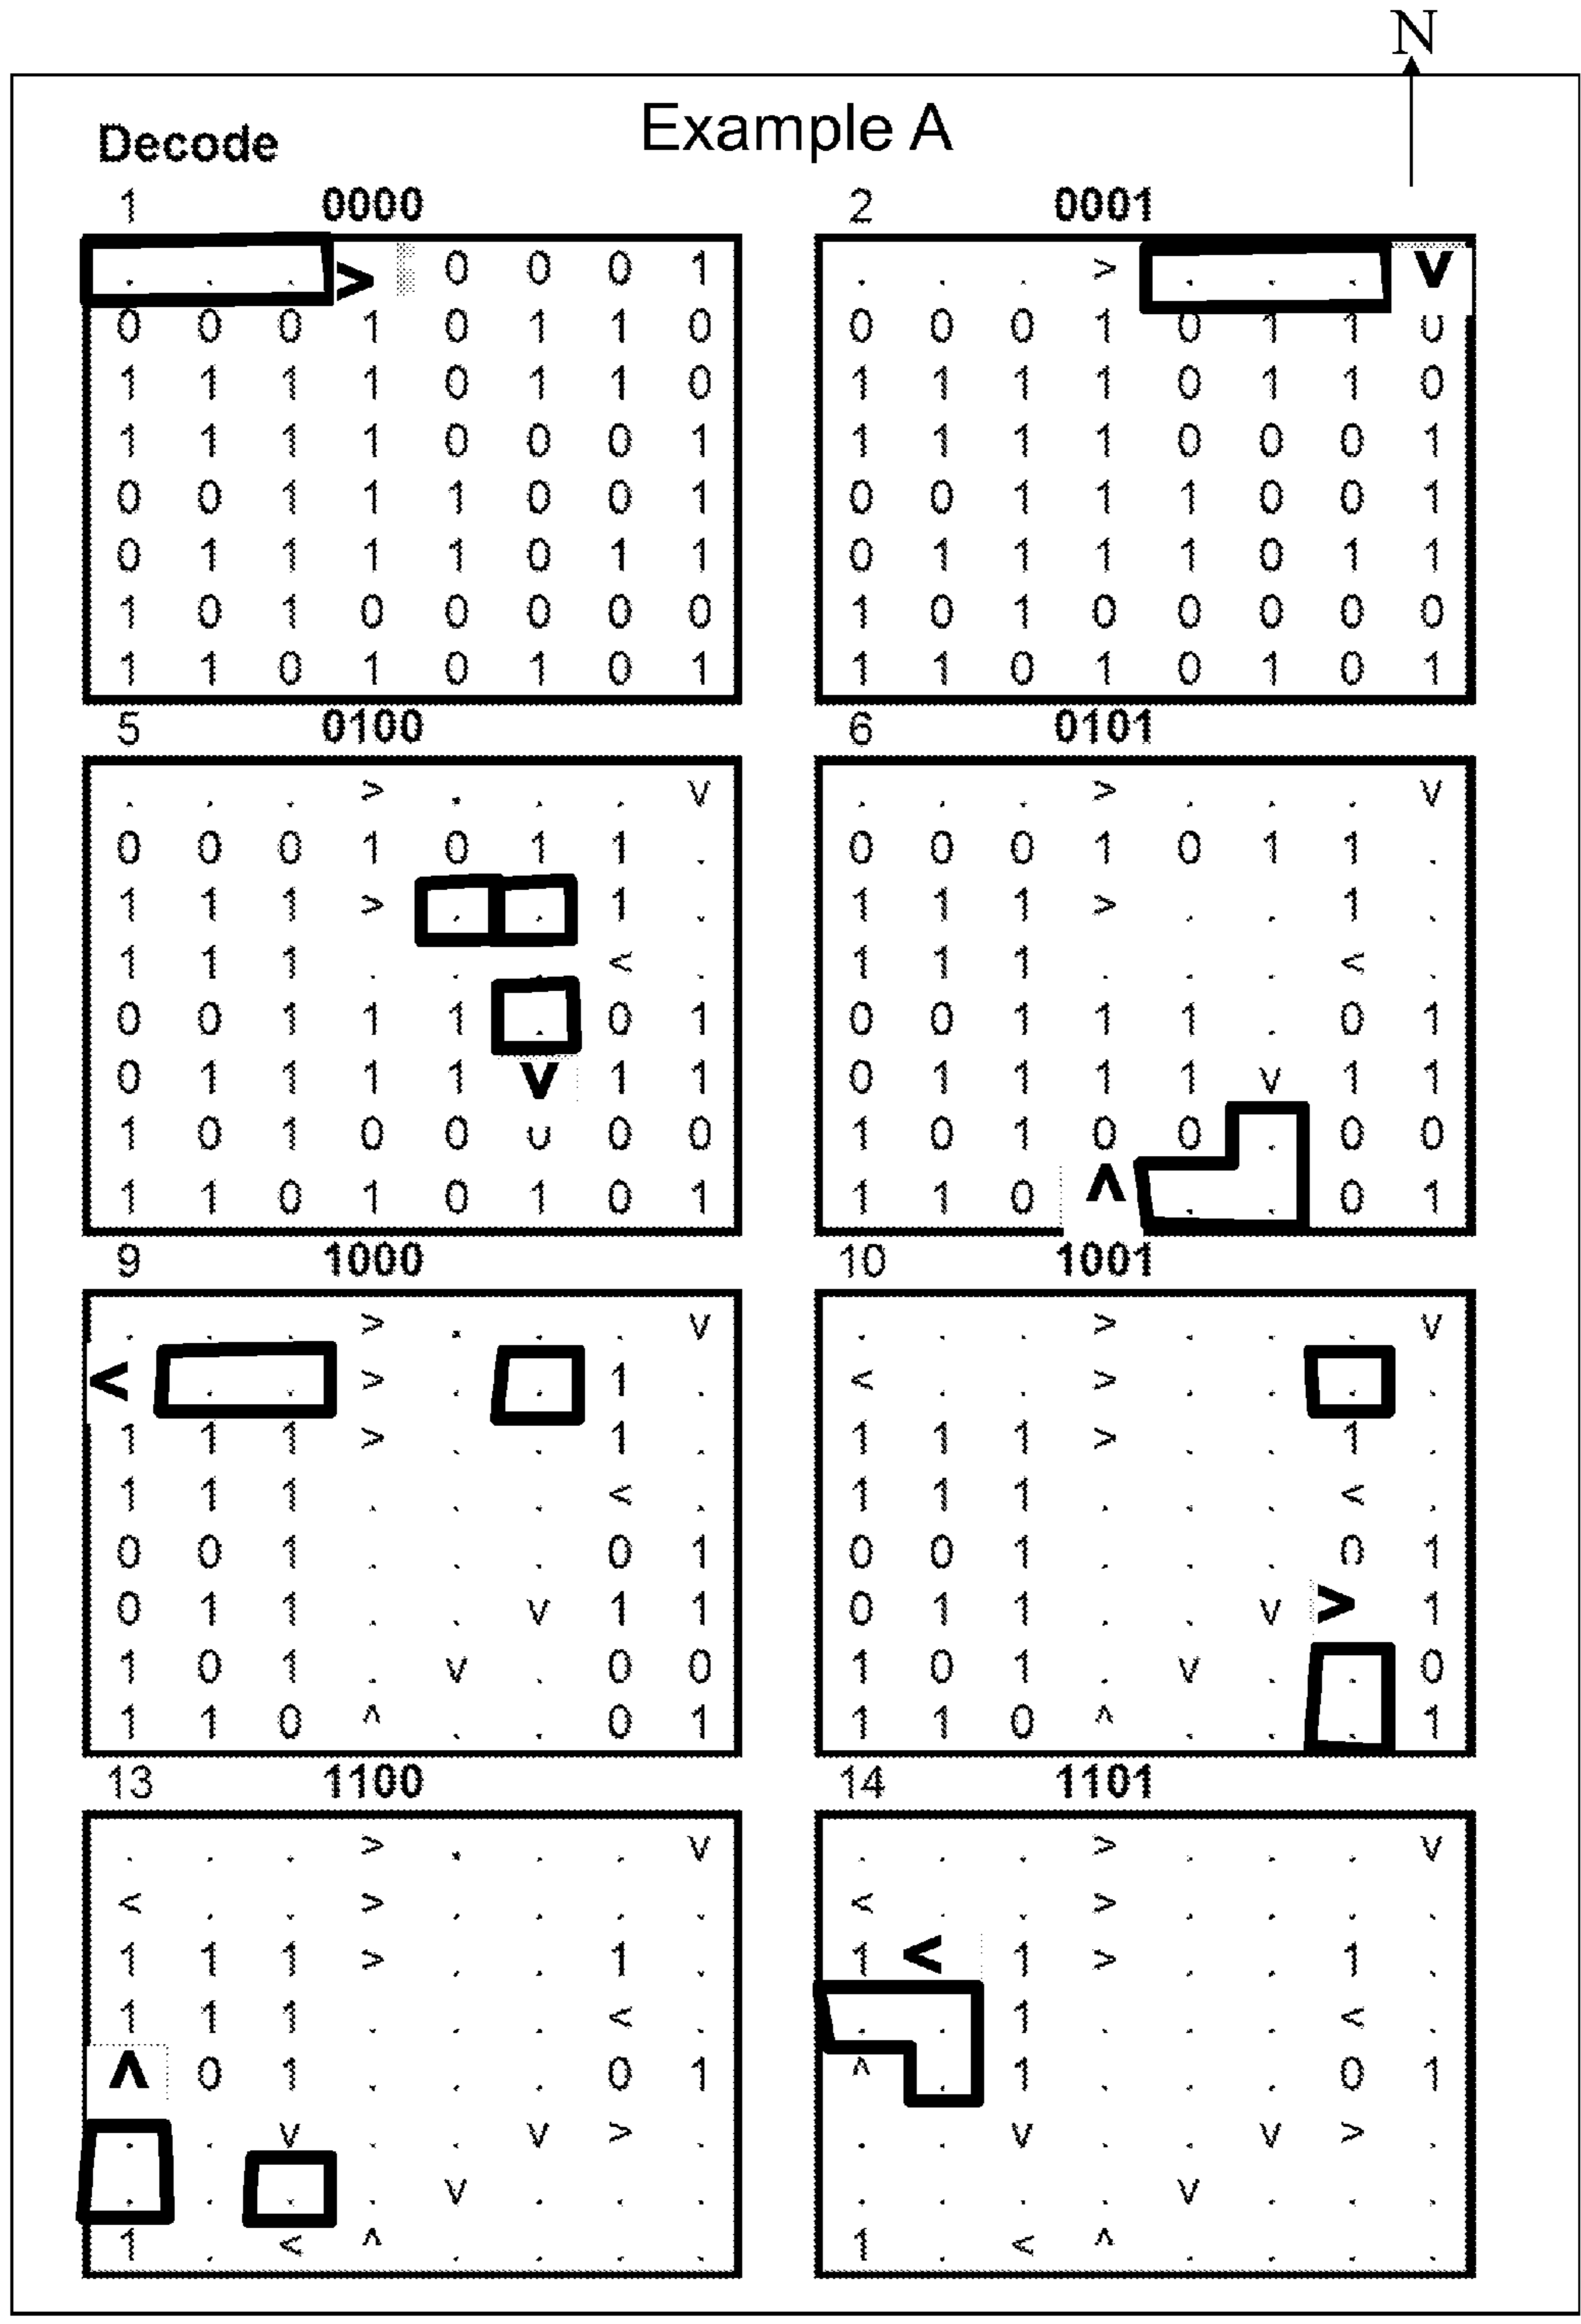 N
Example A
Decode
1 0000
. . . > 0 0 0 1
0 0 0 1 0 1 1 0
1 1 1 1 0 1 1 0
1 1 1 1 0 0 0 1
0 0 1 1 1 0 0 1
0 1 1 1 1 0 1 1
1 0 1 0 0 0 0 0
1 1 0 1 0 1 0 1
2 0001
. . . > . . . v
0 0 0 1 0 1 1 0
1 1 1 1 0 1 1 0
1 1 1 1 0 0 0 1
0 0 1 1 1 0 0 1
0 1 1 1 1 0 1 1
1 0 1 0 0 0 0 0
1 1 0 1 0 1 0 1
5 0100
. . . > . . . v
0 0 0 1 0 1 1 .
1 1 1 > . . 1 .
1 1 1 . . . < .
0 0 1 1 1 . 0 1
0 1 1 1 1 v 1 1
1 0 1 0 0 0 0 0
1 1 0 1 0 1 0 1
6 0101
. . . > . . . v
0 0 0 1 0 1 1 .
1 1 1 > . . 1 .
1 1 1 . . . < .
0 0 1 1 1 . 0 1
0 1 1 1 1 v 1 1
1 0 1 0 0 . 0 0
1 1 0 ^ . . 0 1
9 1000
. . . > . . . v
< . . > . . 1 .
1 1 1 > . . 1 .
1 1 1 . . . < .
0 0 1 . . . 0 1
0 1 1 . . v 1 1
1 0 1 . v . 0 0
1 1 0 ^ . . 0 1
10 1001
. . . > . . . v
< . . > . . . .
1 1 1 > . . 1 .
1 1 1 . . . < .
0 0 1 . . . 0 1
0 1 1 . . v > 1
1 0 1 . v . . 0
1 1 0 ^ . . . 1
13 1100
. . . > . . . v
< . . > . . . .
1 1 1 > . . 1 .
1 1 1 . . . < .
^ 0 1 . . . 0 1
. . v . . v > .
. . . . v . . .
1 . < ^ . . . .
14 1101
. . . > . . . v
< . . > . . . .
1 < 1 > . . 1 .
. . 1 . . . < .
^ . 1 . . . 0 1
. . v . . v > .
. . . . v . . .
1 . < ^ . . . .